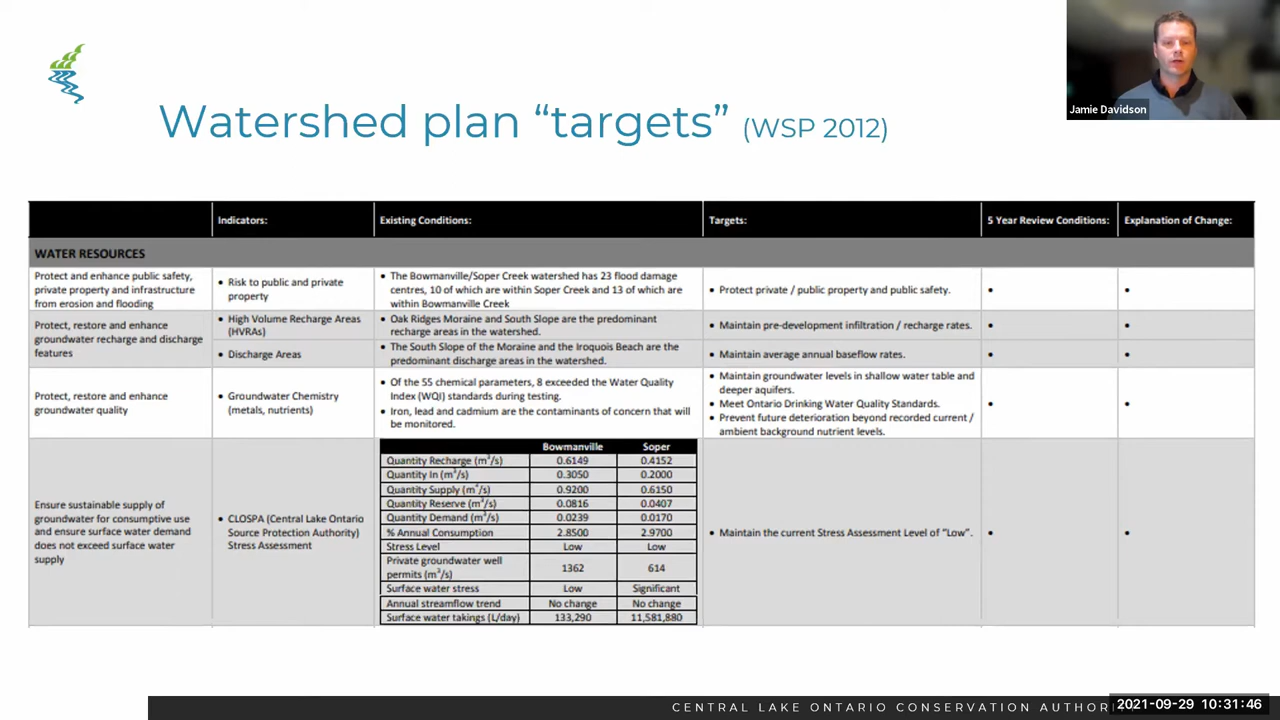 Jamie Davidson
Watershed plan “targets” (WSP 2012)
Indicators: Existing Conditions: Targets: 5 Year Review Conditions: Explanation of Change:
WATER RESOURCES
Protect and enhance public safety,
private property and infrastructure
from erosion and flooding
• Risk to public and private
property
• The Bowmanville/Soper Creek watershed has 23 flood damage
centres, 10 of which are within Soper Creek and 13 of which are
within Bowmanville Creek
• Protect private / public property and public safety.
•
•
Protect, restore and enhance
groundwater recharge and discharge
features
• High Volume Recharge Areas
(HVRAs)
• Oak Ridges Moraine and South Slope are the predominant
recharge areas in the watershed.
• Maintain pre-development infiltration / recharge rates.
•
•
• Discharge Areas
• The South Slope of the Moraine and the Iroquois Beach are the
predominant discharge areas in the watershed.
• Maintain average annual baseflow rates.
•
•
Protect, restore and enhance
groundwater quality
• Groundwater Chemistry
(metals, nutrients)
• Of the 55 chemical parameters, 8 exceeded the Water Quality
Index (WQI) standards during testing.
• Iron, lead and cadmium are the contaminants of concern that will
be monitored.
• Maintain groundwater levels in shallow water table and
deeper aquifers.
• Meet Ontario Drinking Water Quality Standards.
• Prevent future deterioration beyond recorded current /
ambient background nutrient levels.
•
•
Ensure sustainable supply of
groundwater for consumptive use
and ensure surface water demand
does not exceed surface water
supply
• CLOSPA (Central Lake Ontario
Source Protection Authority)
Stress Assessment
Bowmanville Soper
Quantity Recharge (m³/s) 0.6149 0.4152
Quantity In (m³/s) 0.3050 0.2000
Quantity Supply (m³/s) 0.9200 0.6150
Quantity Reserve (m³/s) 0.0816 0.0407
Quantity Demand (m³/s) 0.0239 0.0170
% Annual Consumption 2.8500 2.9700
Stress Level Low Low
Private groundwater well
permits (m³/s) 1362 614
Surface water stress Low Significant
Annual streamflow trend No change No change
Surface water takings (L/day) 133,290 11,581,880
• Maintain the current Stress Assessment Level of “Low”.
•
•
CENTRAL LAKE ONTARIO CONSERVATION
2021-09-29 10:31:46